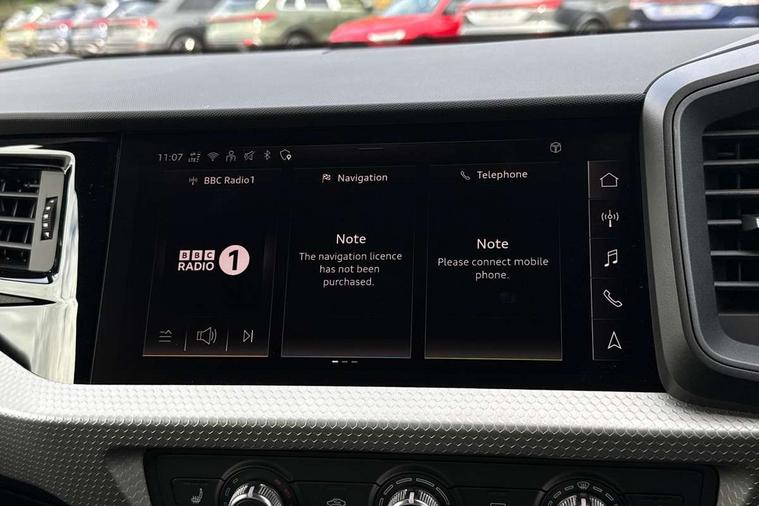 11:07 LTE
BBC Radio1
BBC
RADIO 1
Navigation
Note
The navigation licence
has not been
purchased.
Telephone
Note
Please connect mobile
phone.